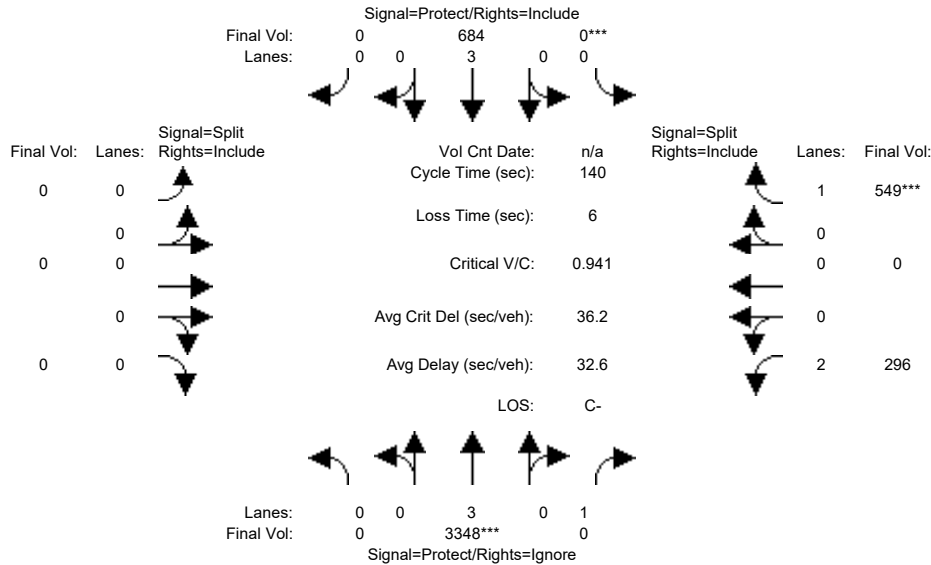 Signal=Protect/Rights=Include
Final Vol: 0 684 0***
Lanes: 0 0 3 0 0
Signal=Split Signal=Split
Final Vol: Lanes: Rights=Include Vol Cnt Date: n/a Rights=Include Lanes: Final Vol:
Cycle Time (sec): 140
0 0 1 549***
Loss Time (sec): 6
0 0
0 0 Critical V/C: 0.941 0 0
0 Avg Crit Del (sec/veh): 36.2 0
0 0 Avg Delay (sec/veh): 32.6 2 296
LOS: C-
Lanes: 0 0 3 0 1
Final Vol: 0 3348*** 0
Signal=Protect/Rights=Ignore